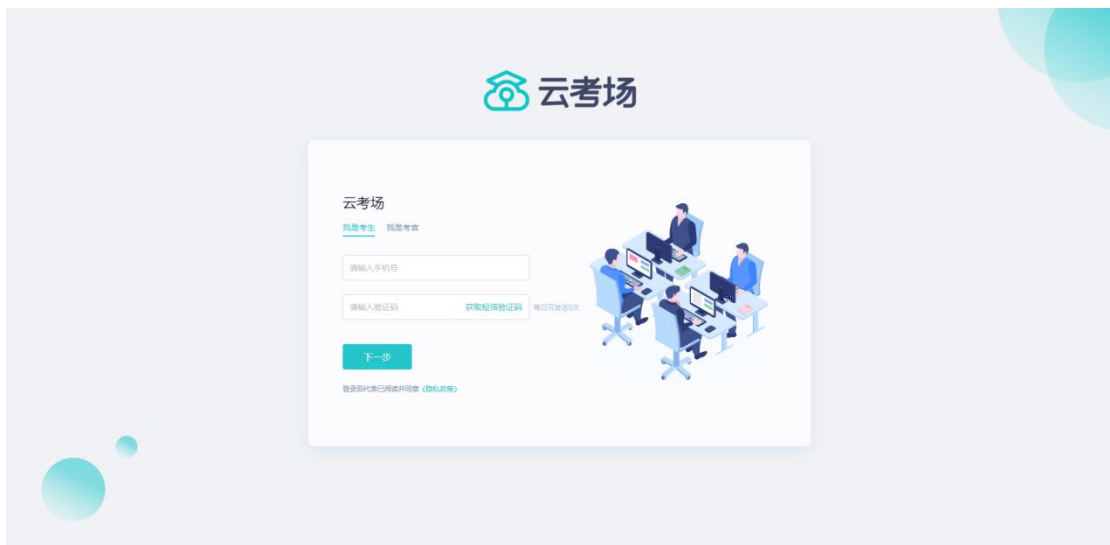 云考场
云考场
我是考生 我是考官
请输入手机号
请输入验证码 获取短信验证码 每日可发送5次
下一步
登录即代表已阅读并同意《隐私政策》